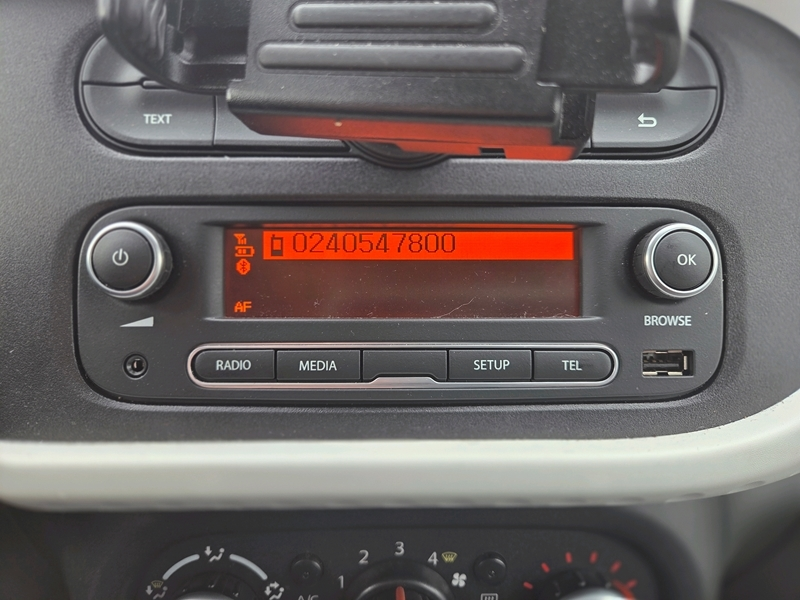 TEXT
0240547800
AF
OK
BROWSE
RADIO MEDIA SETUP TEL
1 2 3 4
A/C